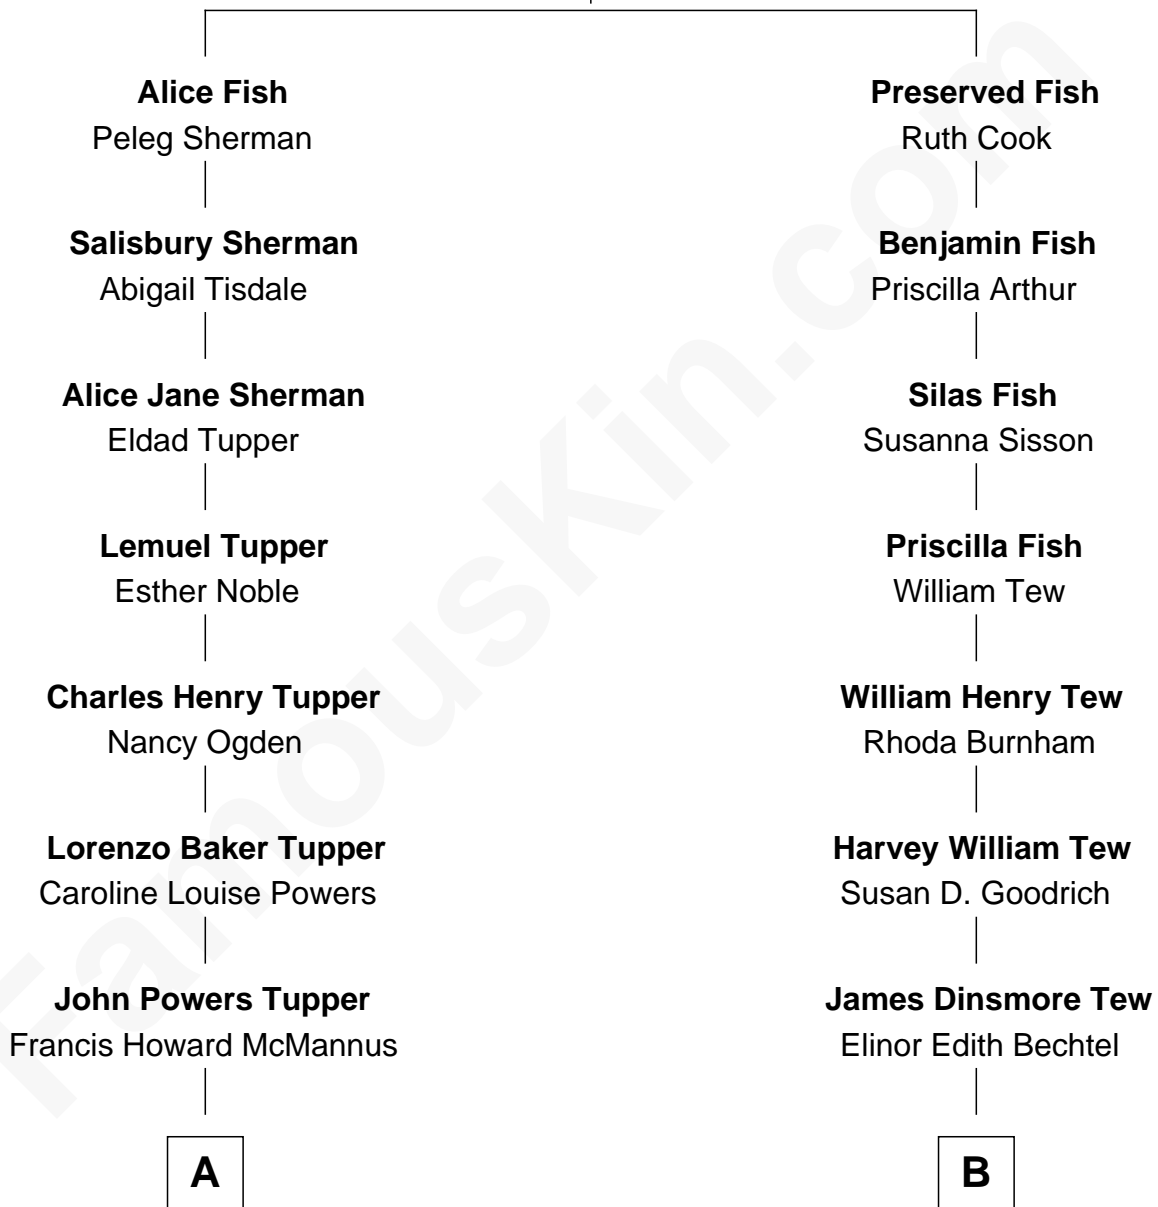 Alice Fish
Peleg Sherman
Salisbury Sherman
Abigail Tisdale
Alice Jane Sherman
Eldad Tupper
Lemuel Tupper
Esther Noble
Charles Henry Tupper
Nancy Ogden
Lorenzo Baker Tupper
Caroline Louise Powers
John Powers Tupper
Francis Howard McMannus
A
Preserved Fish
Ruth Cook
Benjamin Fish
Priscilla Arthur
Silas Fish
Susanna Sisson
Priscilla Fish
William Tew
William Henry Tew
Rhoda Burnham
Harvey William Tew
Susan D. Goodrich
James Dinsmore Tew
Elinor Edith Bechtel
B
FamousKin.com